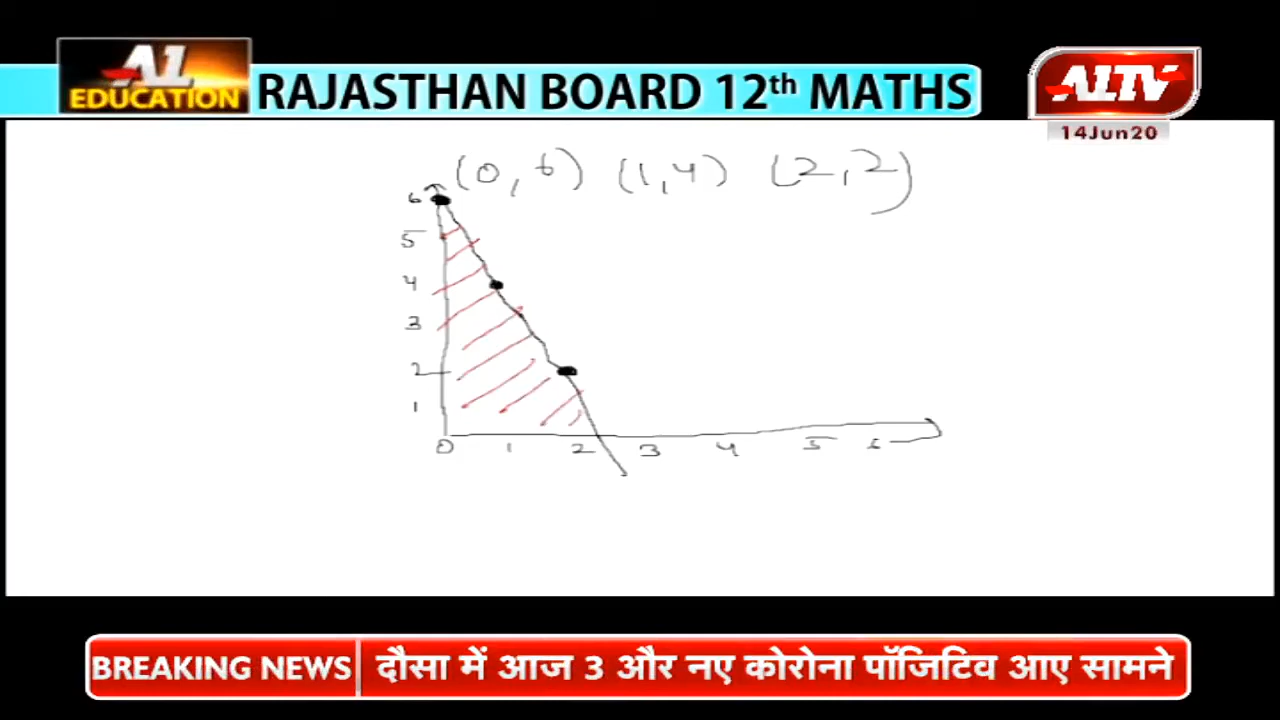 A1
EDUCATION
RAJASTHAN BOARD 12th MATHS
A1TV
14Jun20
(0,6) (1,4) (2,2)
6
5
4
3
2
1
0 1 2 3 4 5 6
BREAKING NEWS दौसा में आज 3 और नए कोरोना पॉजिटिव आए सामने